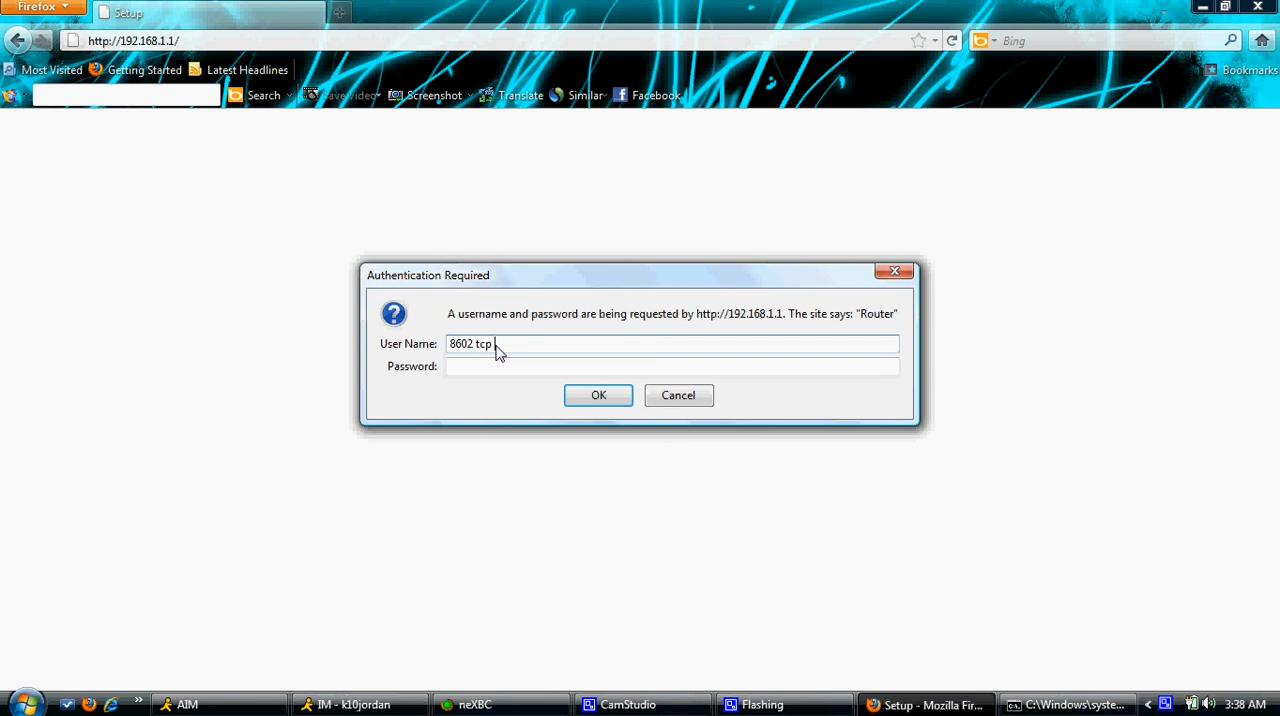 Firefox
Setup
http://192.168.1.1/
Bing
Most Visited
Getting Started
Latest Headlines
Bookmarks
Search
Save Video
Screenshot
Translate
Similar
Facebook
Authentication Required
A username and password are being requested by http://192.168.1.1. The site says: "Router"
User Name: 8602 tcp
Password:
OK
Cancel
AIM
IM - k10jordan
neXBC
CamStudio
Flashing
Setup - Mozilla Fir...
C:\Windows\syste...
3:38 AM